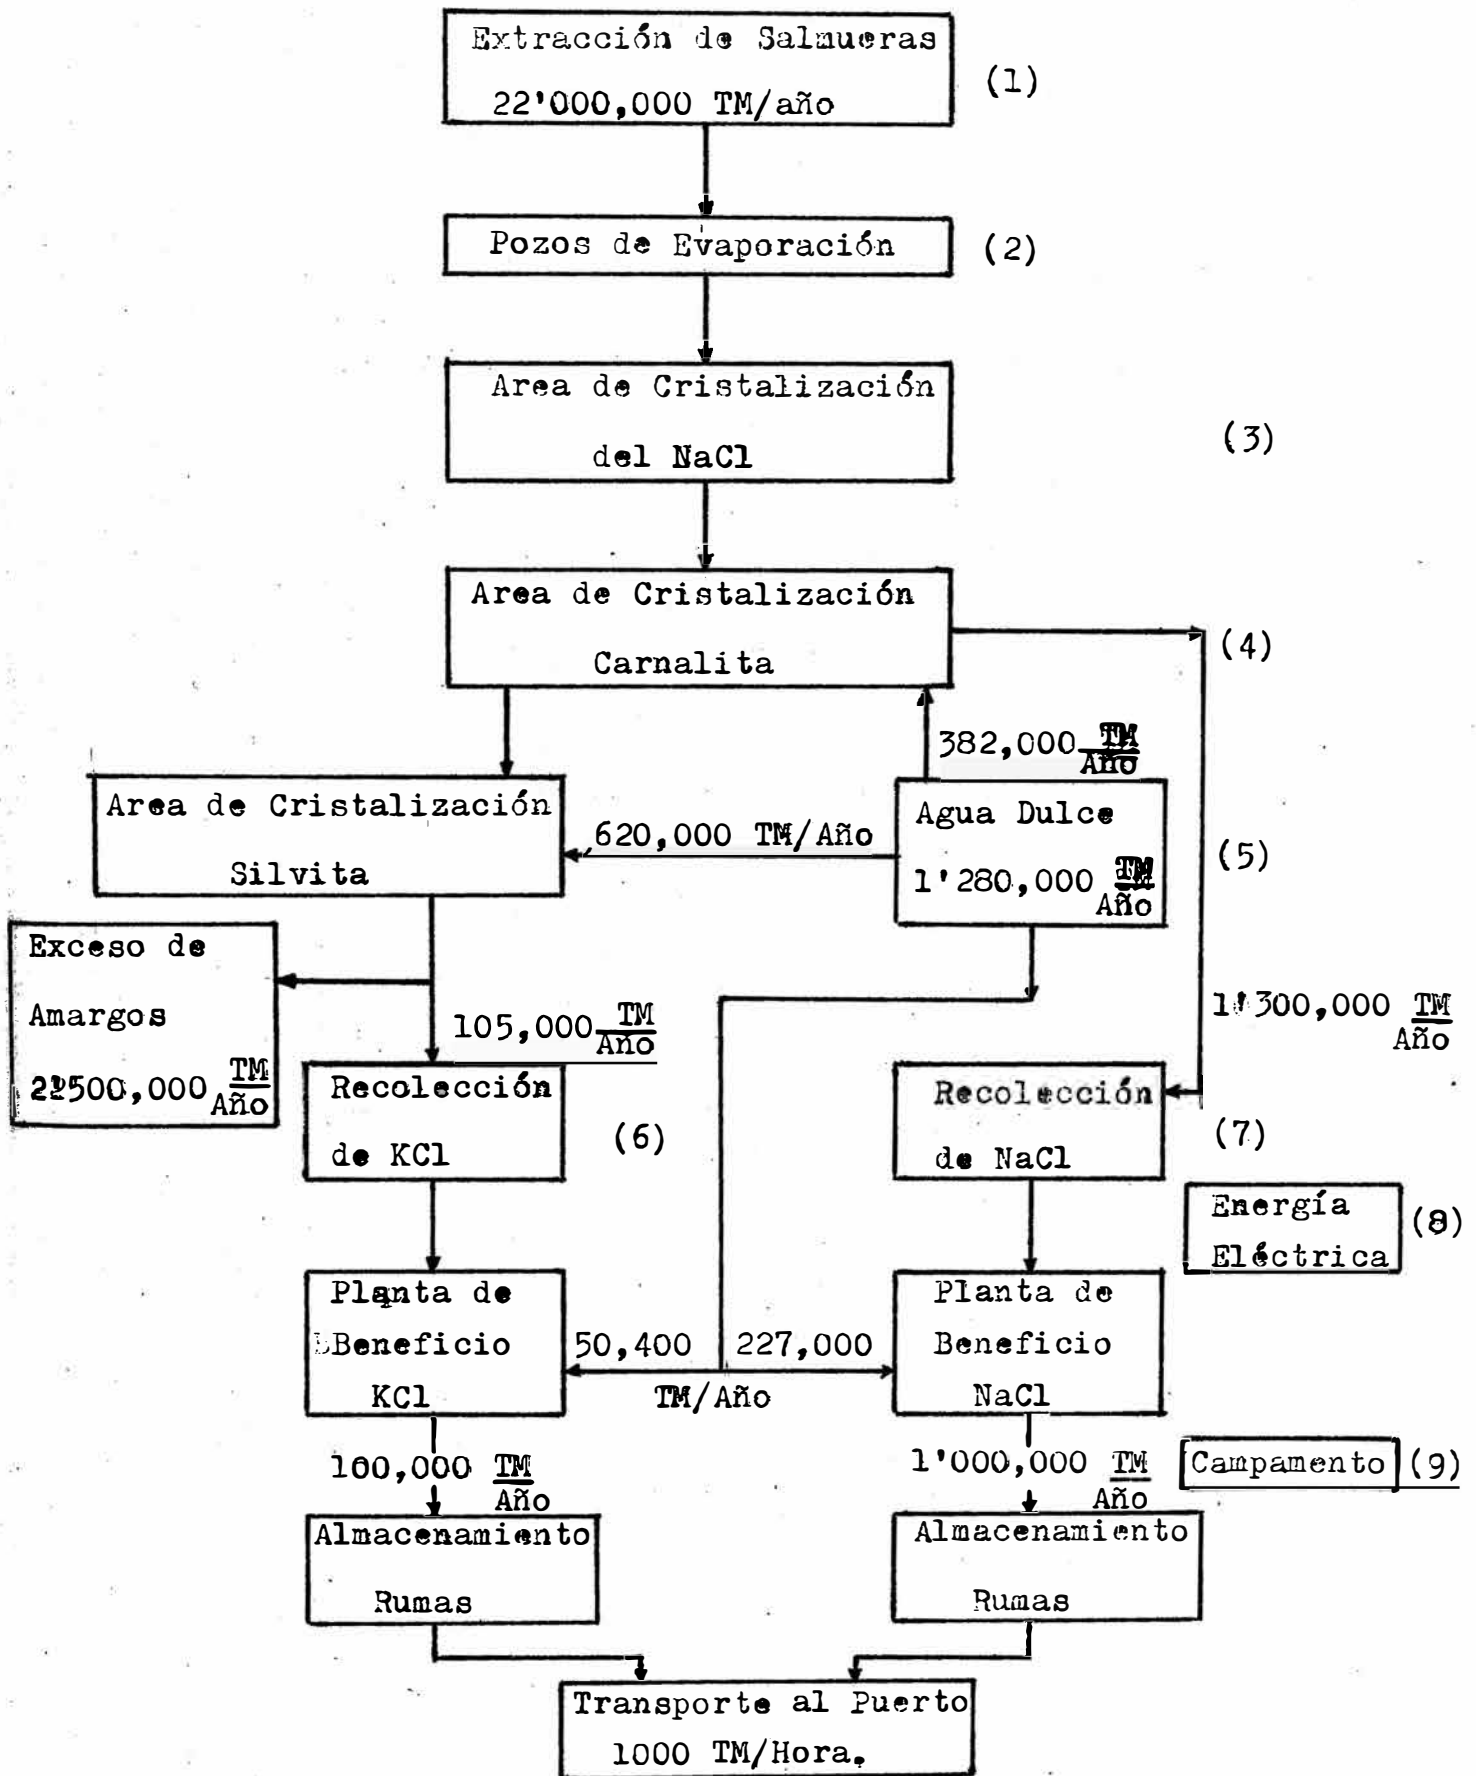 Extracción de Salmueras
22'000,000 TM/año
(1)
Pozos de Evaporación
(2)
Area de Cristalización
del NaCl
(3)
Area de Cristalización
Carnalita
(4)
382,000 TM
Año
Area de Cristalización
Silvita
620,000 TM/Año
Agua Dulce
1'280,000 TM
Año
(5)
Exceso de
Amargos
TM
Año
105,000 TM
Año
1'300,000 TM
Año
Recolección
de KCl
(6)
Recolección
de NaCl
(7)
Energía
Eléctrica
(8)
Planta de
Beneficio
KCl
50,400
227,000
TM/Año
Planta de
Beneficio
NaCl
100,000 TM
Año
1'000,000 TM
Año
Campamento
(9)
Almacenamiento
Rumas
Almacenamiento
Rumas
Transporte al Puerto
1000 TM/Hora.